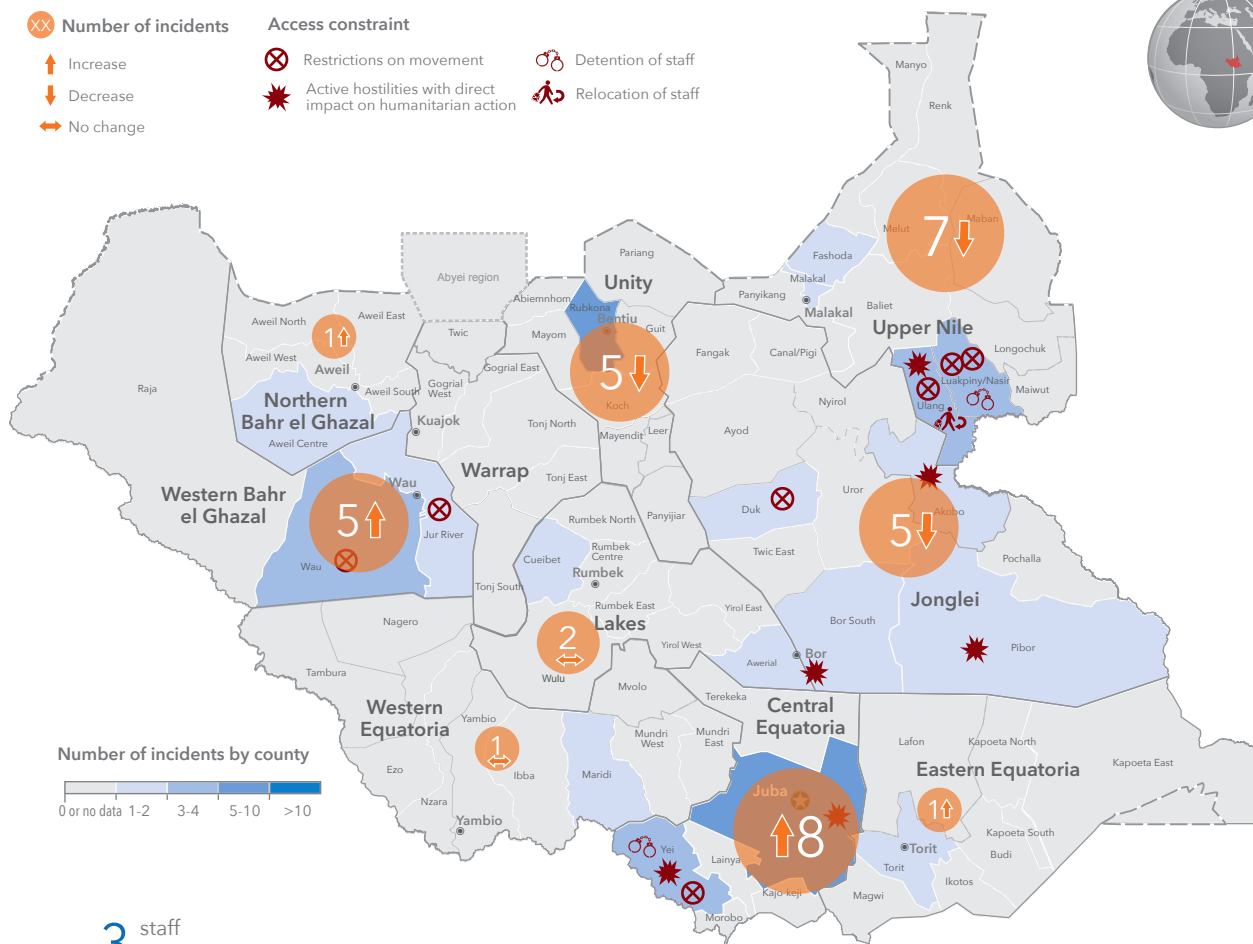 XX Number of incidents
Increase
Decrease
No change
Access constraint
Restrictions on movement
Active hostilities with direct
impact on humanitarian action
Detention of staff
Relocation of staff
Manyo
Renk
7
Maban
Melut
Fashoda
Malakal
Panyikang
Malakal
Baliet
Upper Nile
Longochuk
Luakpiny/Nasir
Maiwut
Ulang
Pariang
Unity
Abyei region
Abiemnhom
Rubkona
Bentiu
Guit
Mayom
5
Koch
Mayendit
Leer
Panyijiar
Fangak
Canal/Pigi
Nyirol
Ayod
Uror
Duk
Twic East
Akobo
5
Pochalla
Jonglei
Bor South
Pibor
Bor
Aweil North
Aweil East
1
Aweil West
Aweil
Aweil South
Northern
Bahr el Ghazal
Aweil Centre
Raja
Twic
Gogrial
West
Gogrial East
Kuajok
Tonj North
Warrap
Tonj East
Tonj South
Western Bahr
el Ghazal
Wau
5
Jur River
Wau
Rumbek North
Cueibet
Rumbek
Centre
Rumbek
Rumbek East
Lakes
Yirol East
Yirol West
Awerial
2
Wulu
Nagero
Tambura
Western
Equatoria
Yambio
1
Ibba
Ezo
Nzara
Yambio
Maridi
Mvolo
Mundri
West
Mundri
East
Terekeka
Central
Equatoria
Juba
8
Yei
Lainya
Kajo-keji
Morobo
Lafon
Kapoeta North
Eastern Equatoria
Kapoeta East
1
Kapoeta South
Budi
Torit
Torit
Ikotos
Magwi
Number of incidents by county
0 or no data 1-2 3-4 5-10 >10
3 staff